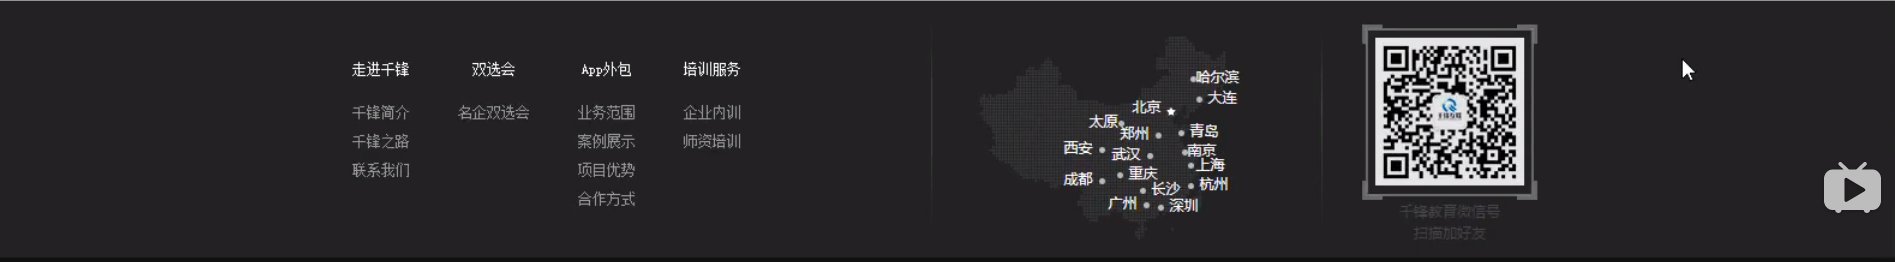 走进千锋 双选会 App外包 培训服务
千锋简介 名企双选会 业务范围 企业内训
千锋之路 案例展示 师资培训
联系我们 项目优势
合作方式
哈尔滨
大连
北京
太原
郑州
青岛
西安
武汉
南京
上海
重庆
成都
长沙
杭州
广州
深圳
千锋教育微信号
扫描加好友